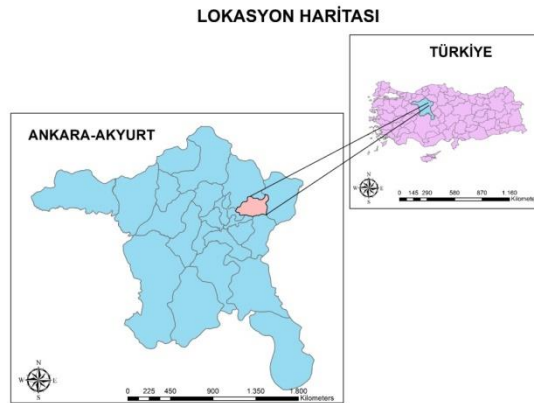 LOKASYON HARİTASI
TÜRKİYE
N
W E
S
0 145 290 580 870 1.160
Kilometers
ANKARA-AKYURT
N
W E
S
0 225 450 900 1.350 1.800
Kilometers